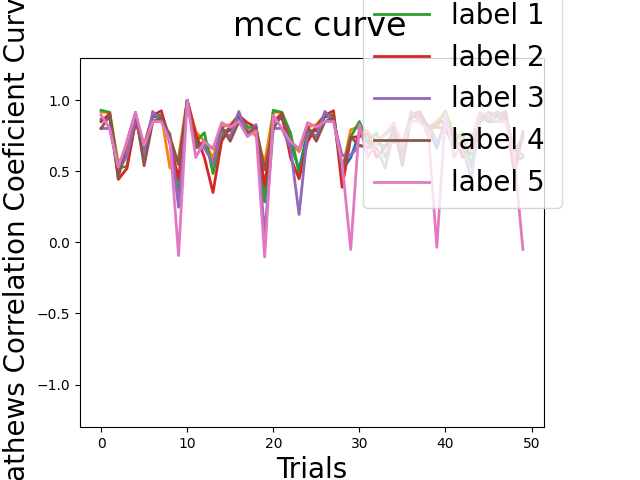 mcc curve
label 1
label 2
label 3
label 4
label 5
athews Correlation Coefficient Curv
1.0
0.5
0.0
−0.5
−1.0
0 10 20 30 40 50
Trials